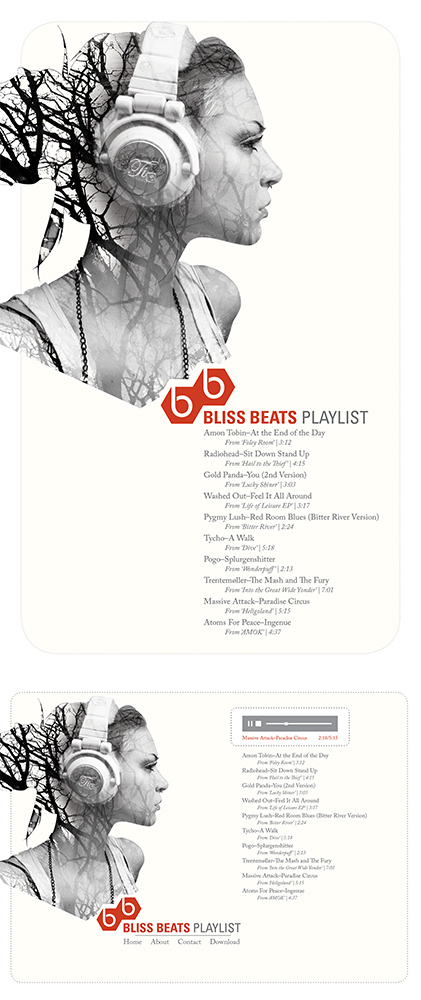 bb
BLISS BEATS PLAYLIST
Amon Tobin–At the End of the Day
From 'Foley Room' | 3:12
Radiohead–Sit Down Stand Up
From 'Hail to the Thief' | 4:15
Gold Panda–You (2nd Version)
From 'Lucky Shiner' | 3:03
Washed Out–Feel It All Around
From 'Life of Leisure EP' | 3:17
Pygmy Lush–Red Room Blues (Bitter River Version)
From 'Bitter River' | 2:24
Tycho–A Walk
From 'Dive' | 5:18
Pogo–Splurgenshitter
From 'Wonderpuff' | 2:13
Trentemøller–The Mash and The Fury
From 'Into the Great Wide Yonder' | 7:01
Massive Attack–Paradise Circus
From 'Heligoland' | 5:15
Atoms For Peace–Ingenue
From 'AMOK' | 4:37
Massive Attack-Paradise Circus 2:10/5:15
Amon Tobin–At the End of the Day
From 'Foley Room' | 3:12
Radiohead–Sit Down Stand Up
From 'Hail to the Thief' | 4:15
Gold Panda–You (2nd Version)
From 'Lucky Shiner' | 3:03
Washed Out–Feel It All Around
From 'Life of Leisure EP' | 3:17
Pygmy Lush–Red Room Blues (Bitter River Version)
From 'Bitter River' | 2:24
Tycho–A Walk
From 'Dive' | 5:18
Pogo–Splurgenshitter
From 'Wonderpuff' | 2:13
Trentemøller–The Mash and The Fury
From 'Into the Great Wide Yonder' | 7:01
Massive Attack–Paradise Circus
From 'Heligoland' | 5:15
Atoms For Peace–Ingenue
From 'AMOK' | 4:37
bb
BLISS BEATS PLAYLIST
Home About Contact Download